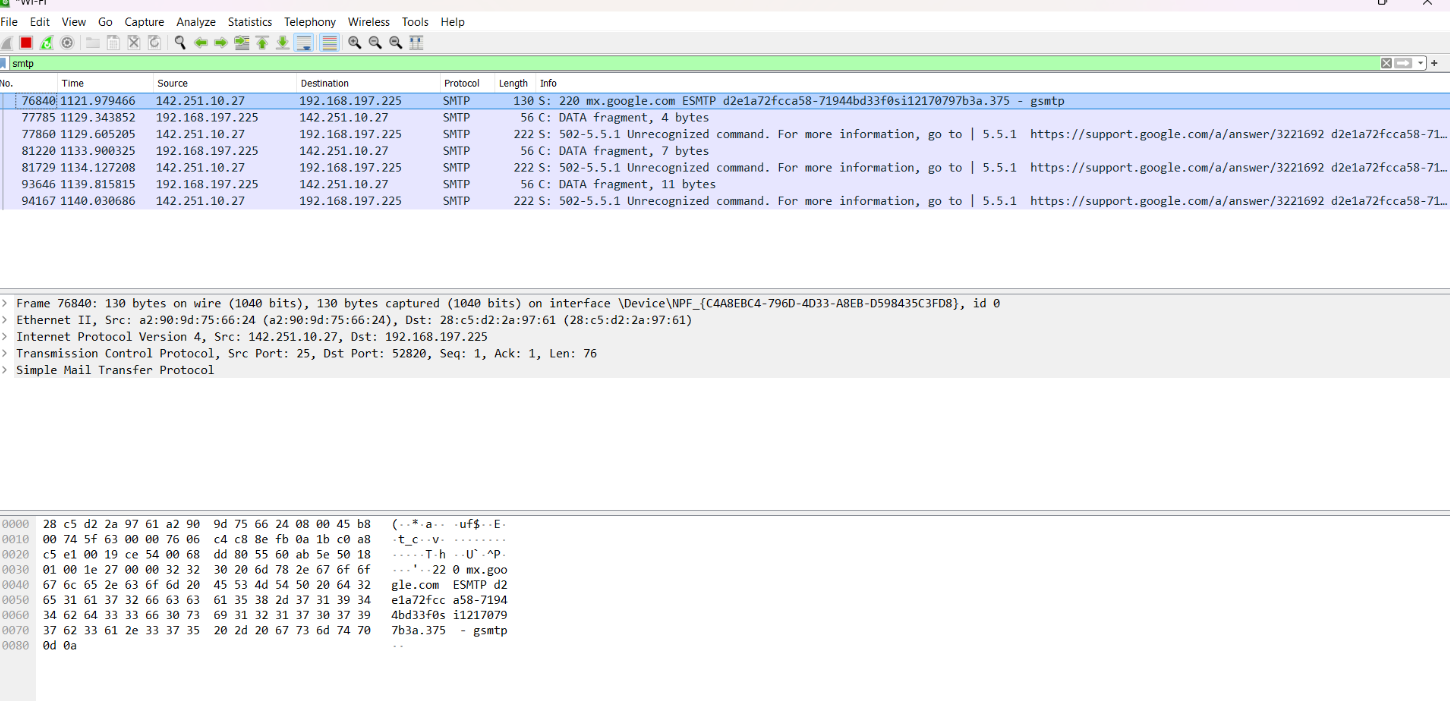 *Wi-Fi
File Edit View Go Capture Analyze Statistics Telephony Wireless Tools Help
smtp
No. Time Source Destination Protocol Length Info
76840 1121.979466 142.251.10.27 192.168.197.225 SMTP 130 S: 220 mx.google.com ESMTP d2e1a72fcca58-71944bd33f0si12170797b3a.375 - gsmtp
77785 1129.343852 192.168.197.225 142.251.10.27 SMTP 56 C: DATA fragment, 4 bytes
77860 1129.605205 142.251.10.27 192.168.197.225 SMTP 222 S: 502-5.5.1 Unrecognized command. For more information, go to | 5.5.1 https://support.google.com/a/answer/3221692 d2e1a72fcca58-71…
81220 1133.900325 192.168.197.225 142.251.10.27 SMTP 56 C: DATA fragment, 7 bytes
81729 1134.127208 142.251.10.27 192.168.197.225 SMTP 222 S: 502-5.5.1 Unrecognized command. For more information, go to | 5.5.1 https://support.google.com/a/answer/3221692 d2e1a72fcca58-71…
93646 1139.815815 192.168.197.225 142.251.10.27 SMTP 56 C: DATA fragment, 11 bytes
94167 1140.030686 142.251.10.27 192.168.197.225 SMTP 222 S: 502-5.5.1 Unrecognized command. For more information, go to | 5.5.1 https://support.google.com/a/answer/3221692 d2e1a72fcca58-71…
> Frame 76840: 130 bytes on wire (1040 bits), 130 bytes captured (1040 bits) on interface \Device\NPF_{C4A8EBC4-796D-4D33-A8EB-D598435C3FD8}, id 0
> Ethernet II, Src: a2:90:9d:75:66:24 (a2:90:9d:75:66:24), Dst: 28:c5:d2:2a:97:61 (28:c5:d2:2a:97:61)
> Internet Protocol Version 4, Src: 142.251.10.27, Dst: 192.168.197.225
> Transmission Control Protocol, Src Port: 25, Dst Port: 52820, Seq: 1, Ack: 1, Len: 76
> Simple Mail Transfer Protocol
0000 28 c5 d2 2a 97 61 a2 90 9d 75 66 24 08 00 45 b8 (··*·a·· ·uf$··E·
0010 00 74 5f 63 00 00 76 06 c4 c8 8e fb 0a 1b c0 a8 ·t_c··v· ········
0020 c5 e1 00 19 ce 54 00 68 dd 80 55 60 ab 5e 50 18 ·····T·h ··U`·^P·
0030 01 00 1e 27 00 00 32 32 30 20 6d 78 2e 67 6f 6f ···'··22 0 mx.goo
0040 67 6c 65 2e 63 6f 6d 20 45 53 4d 54 50 20 64 32 gle.com ESMTP d2
0050 65 31 61 37 32 66 63 63 61 35 38 2d 37 31 39 34 e1a72fcc a58-7194
0060 34 62 64 33 33 66 30 73 69 31 32 31 37 30 37 39 4bd33f0s i1217079
0070 37 62 33 61 2e 33 37 35 20 2d 20 67 73 6d 74 70 7b3a.375 - gsmtp
0080 0d 0a ··